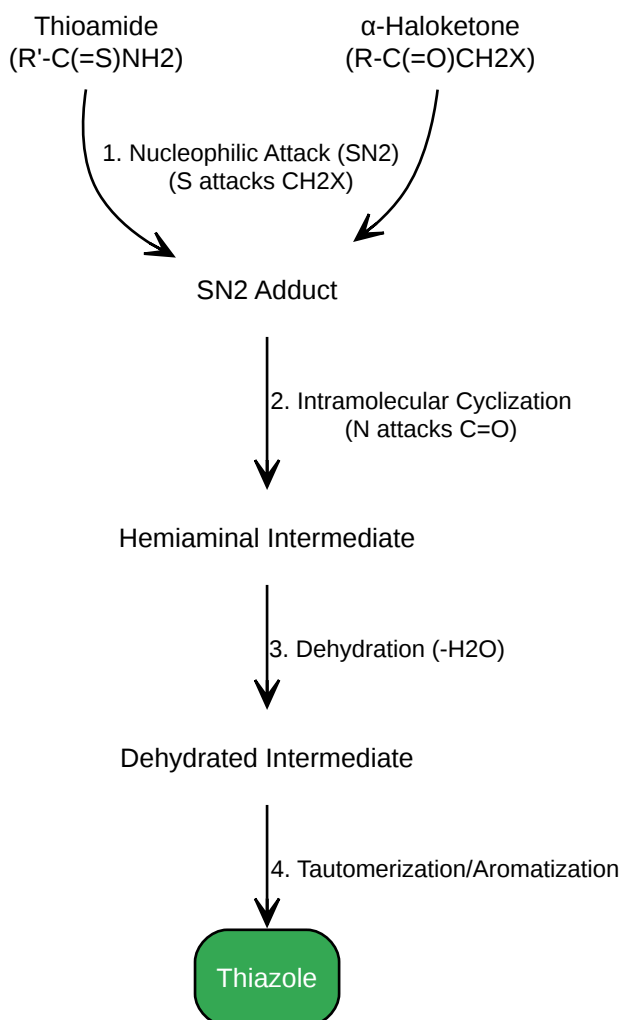 Thioamide
(R'-C(=S)NH2)
α-Haloketone
(R-C(=O)CH2X)
1. Nucleophilic Attack (SN2)
(S attacks CH2X)
SN2 Adduct
2. Intramolecular Cyclization
(N attacks C=O)
Hemiaminal Intermediate
3. Dehydration (-H2O)
Dehydrated Intermediate
4. Tautomerization/Aromatization
Thiazole